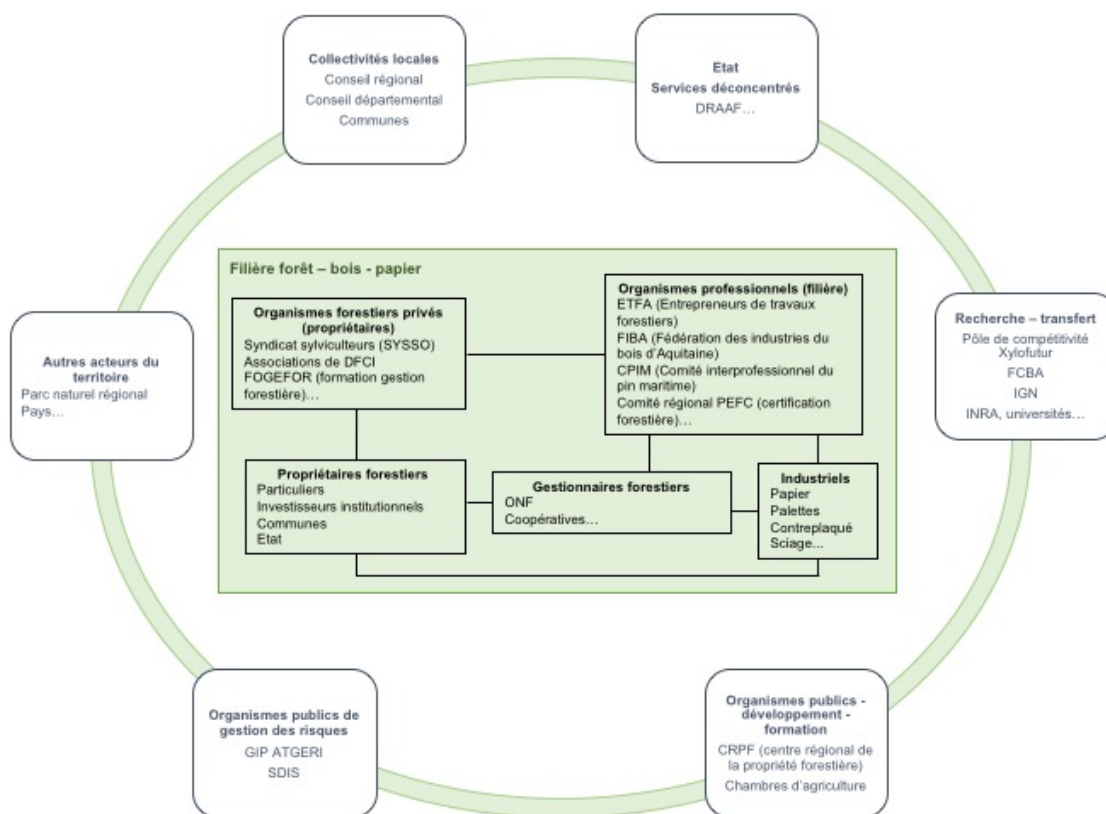 Collectivités locales
Conseil régional
Conseil départemental
Communes
Etat
Services déconcentrés
DRAAF…
Filière forêt – bois - papier
Organismes forestiers privés
(propriétaires)
Syndicat sylviculteurs (SYSSO)
Associations de DFCI
FOGEFOR (formation gestion
forestière)…
Organismes professionnels (filière)
ETFA (Entrepreneurs de travaux
forestiers)
FIBA (Fédération des industries du
bois d'Aquitaine)
CPIM (Comité interprofessionnel du
pin maritime)
Comité régional PEFC (certification
forestière)…
Autres acteurs du
territoire
Parc naturel régional
Pays…
Recherche – transfert
Pôle de compétitivité
Xylofutur
FCBA
IGN
INRA, universités…
Propriétaires forestiers
Particuliers
Investisseurs institutionnels
Communes
Etat
Gestionnaires forestiers
ONF
Coopératives…
Industriels
Papier
Palettes
Contreplaqué
Sciage...
Organismes publics de
gestion des risques
GIP ATGERI
SDIS
Organismes publics -
développement -
formation
CRPF (centre régional de
la propriété forestière)
Chambres d'agriculture